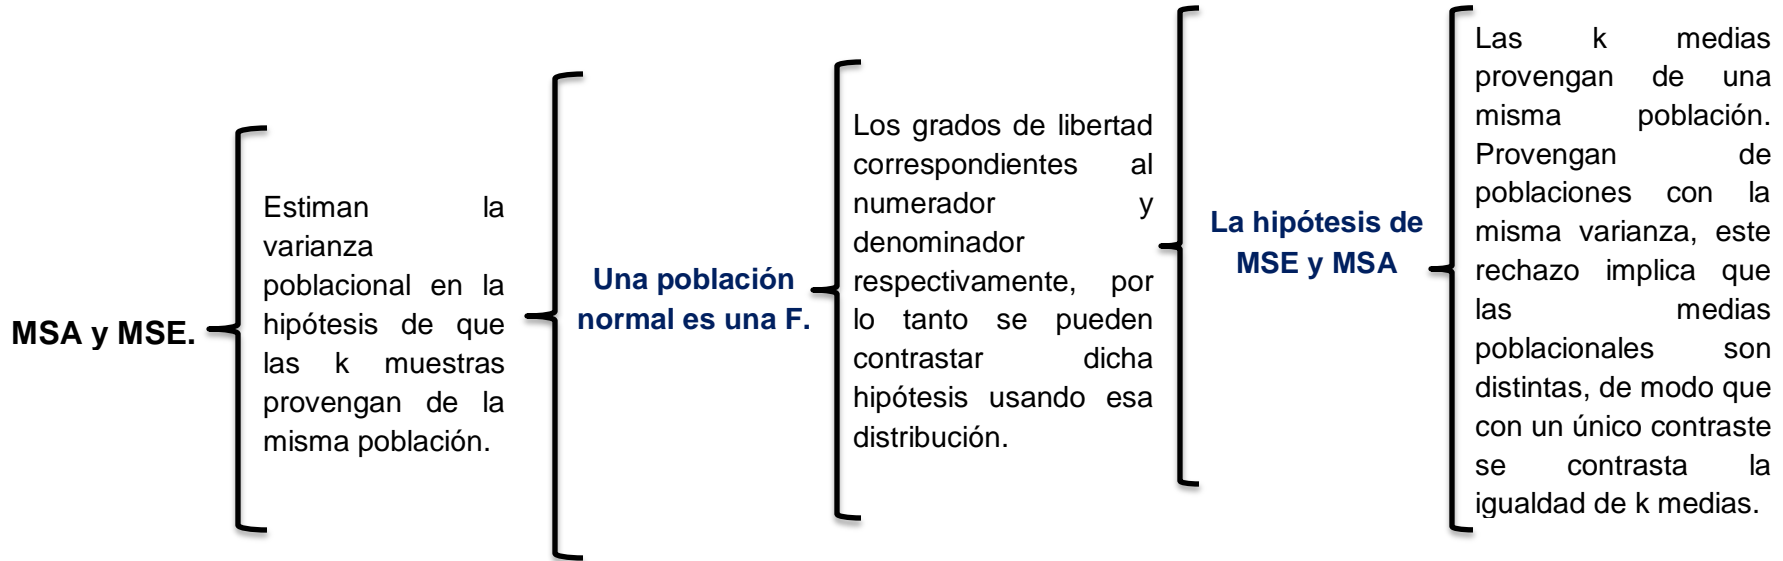 MSA y MSE.
Estiman la
varianza
poblacional en la
hipótesis de que
las k muestras
provengan de la
misma población.
Una población
normal es una F.
Los grados de libertad
correspondientes al
numerador y
denominador
respectivamente, por
lo tanto se pueden
contrastar dicha
hipótesis usando esa
distribución.
La hipótesis de
MSE y MSA
Las k medias
provengan de una
misma población.
Provengan de
poblaciones con la
misma varianza, este
rechazo implica que
las medias
poblacionales son
distintas, de modo que
con un único contraste
se contrasta la
igualdad de k medias.